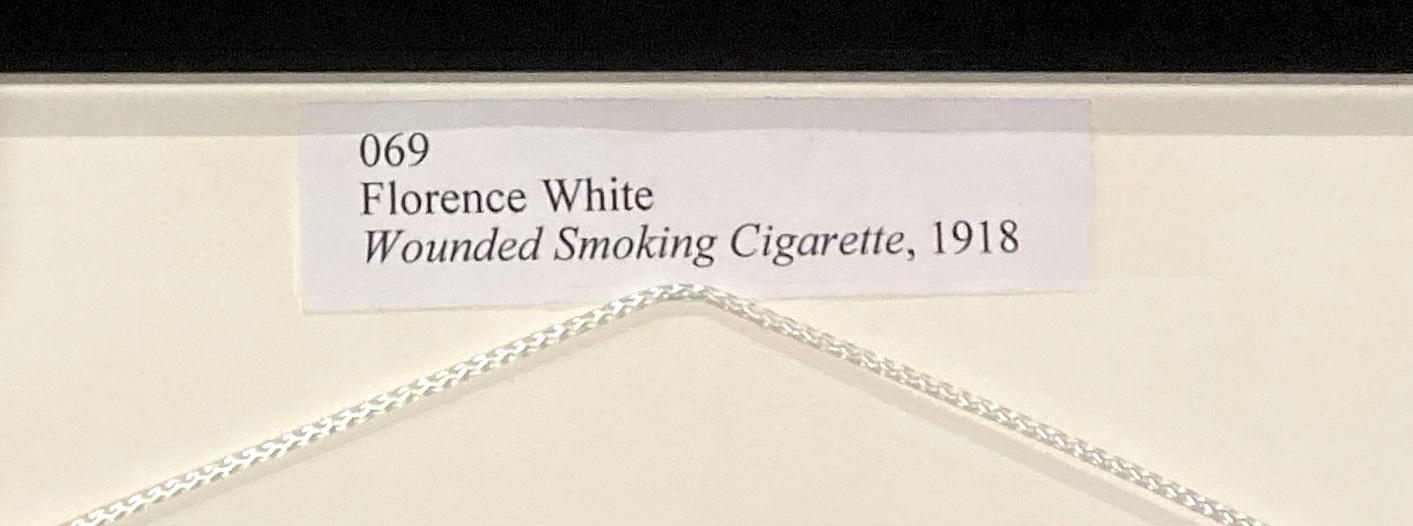 069
Florence White
Wounded Smoking Cigarette, 1918